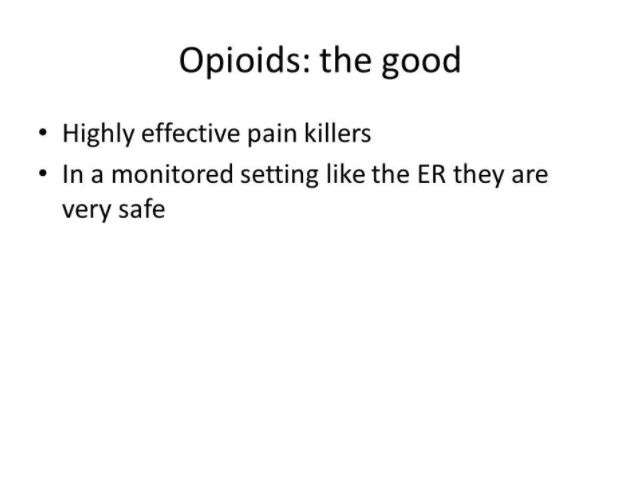 Opioids: the good
• Highly effective pain killers
• In a monitored setting like the ER they are
very safe